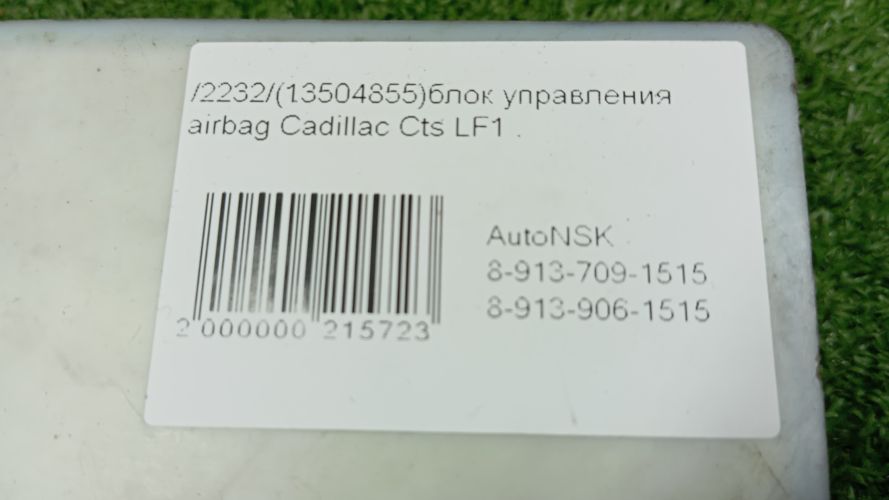 /2232/(13504855)блок управления
airbag Cadillac Cts LF1 .
AutoNSK
8-913-709-1515
8-913-906-1515
2 000000 215723